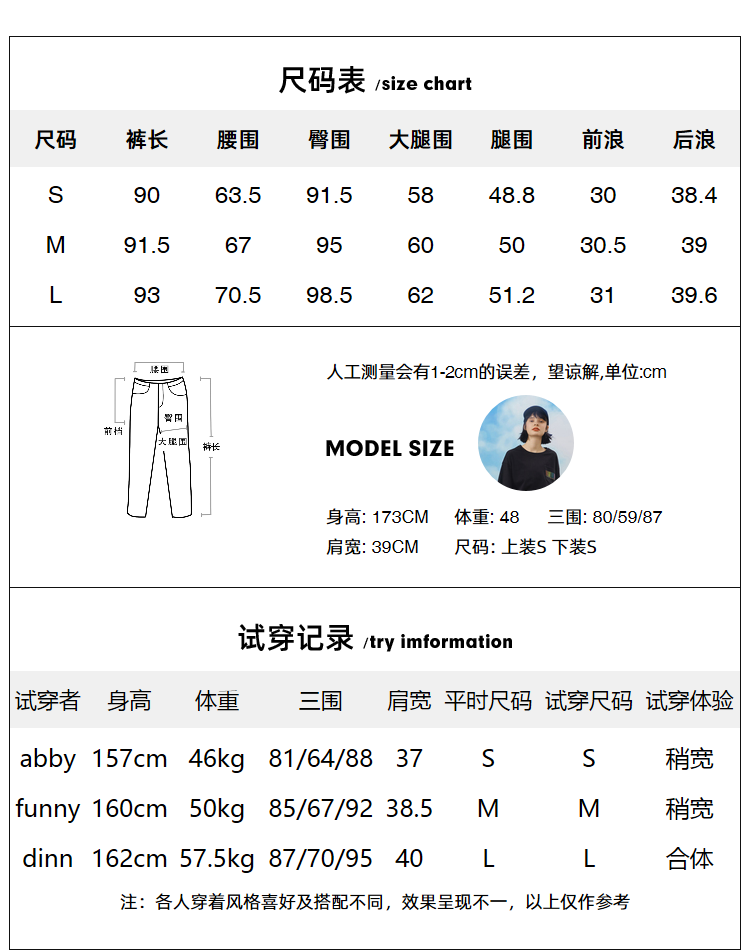 尺码表 /size chart
尺码 裤长 腰围 臀围 大腿围 腿围 前浪 后浪
S 90 63.5 91.5 58 48.8 30 38.4
M 91.5 67 95 60 50 30.5 39
L 93 70.5 98.5 62 51.2 31 39.6
腰围
臀围
前裆
大腿围
裤长
人工测量会有1-2cm的误差，望谅解,单位:cm
MODEL SIZE
身高: 173CM 体重: 48 三围: 80/59/87
肩宽: 39CM 尺码: 上装S 下装S
试穿记录 /try imformation
试穿者 身高 体重 三围 肩宽 平时尺码 试穿尺码 试穿体验
abby 157cm 46kg 81/64/88 37 S S 稍宽
funny 160cm 50kg 85/67/92 38.5 M M 稍宽
dinn 162cm 57.5kg 87/70/95 40 L L 合体
注：各人穿着风格喜好及搭配不同，效果呈现不一，以上仅作参考